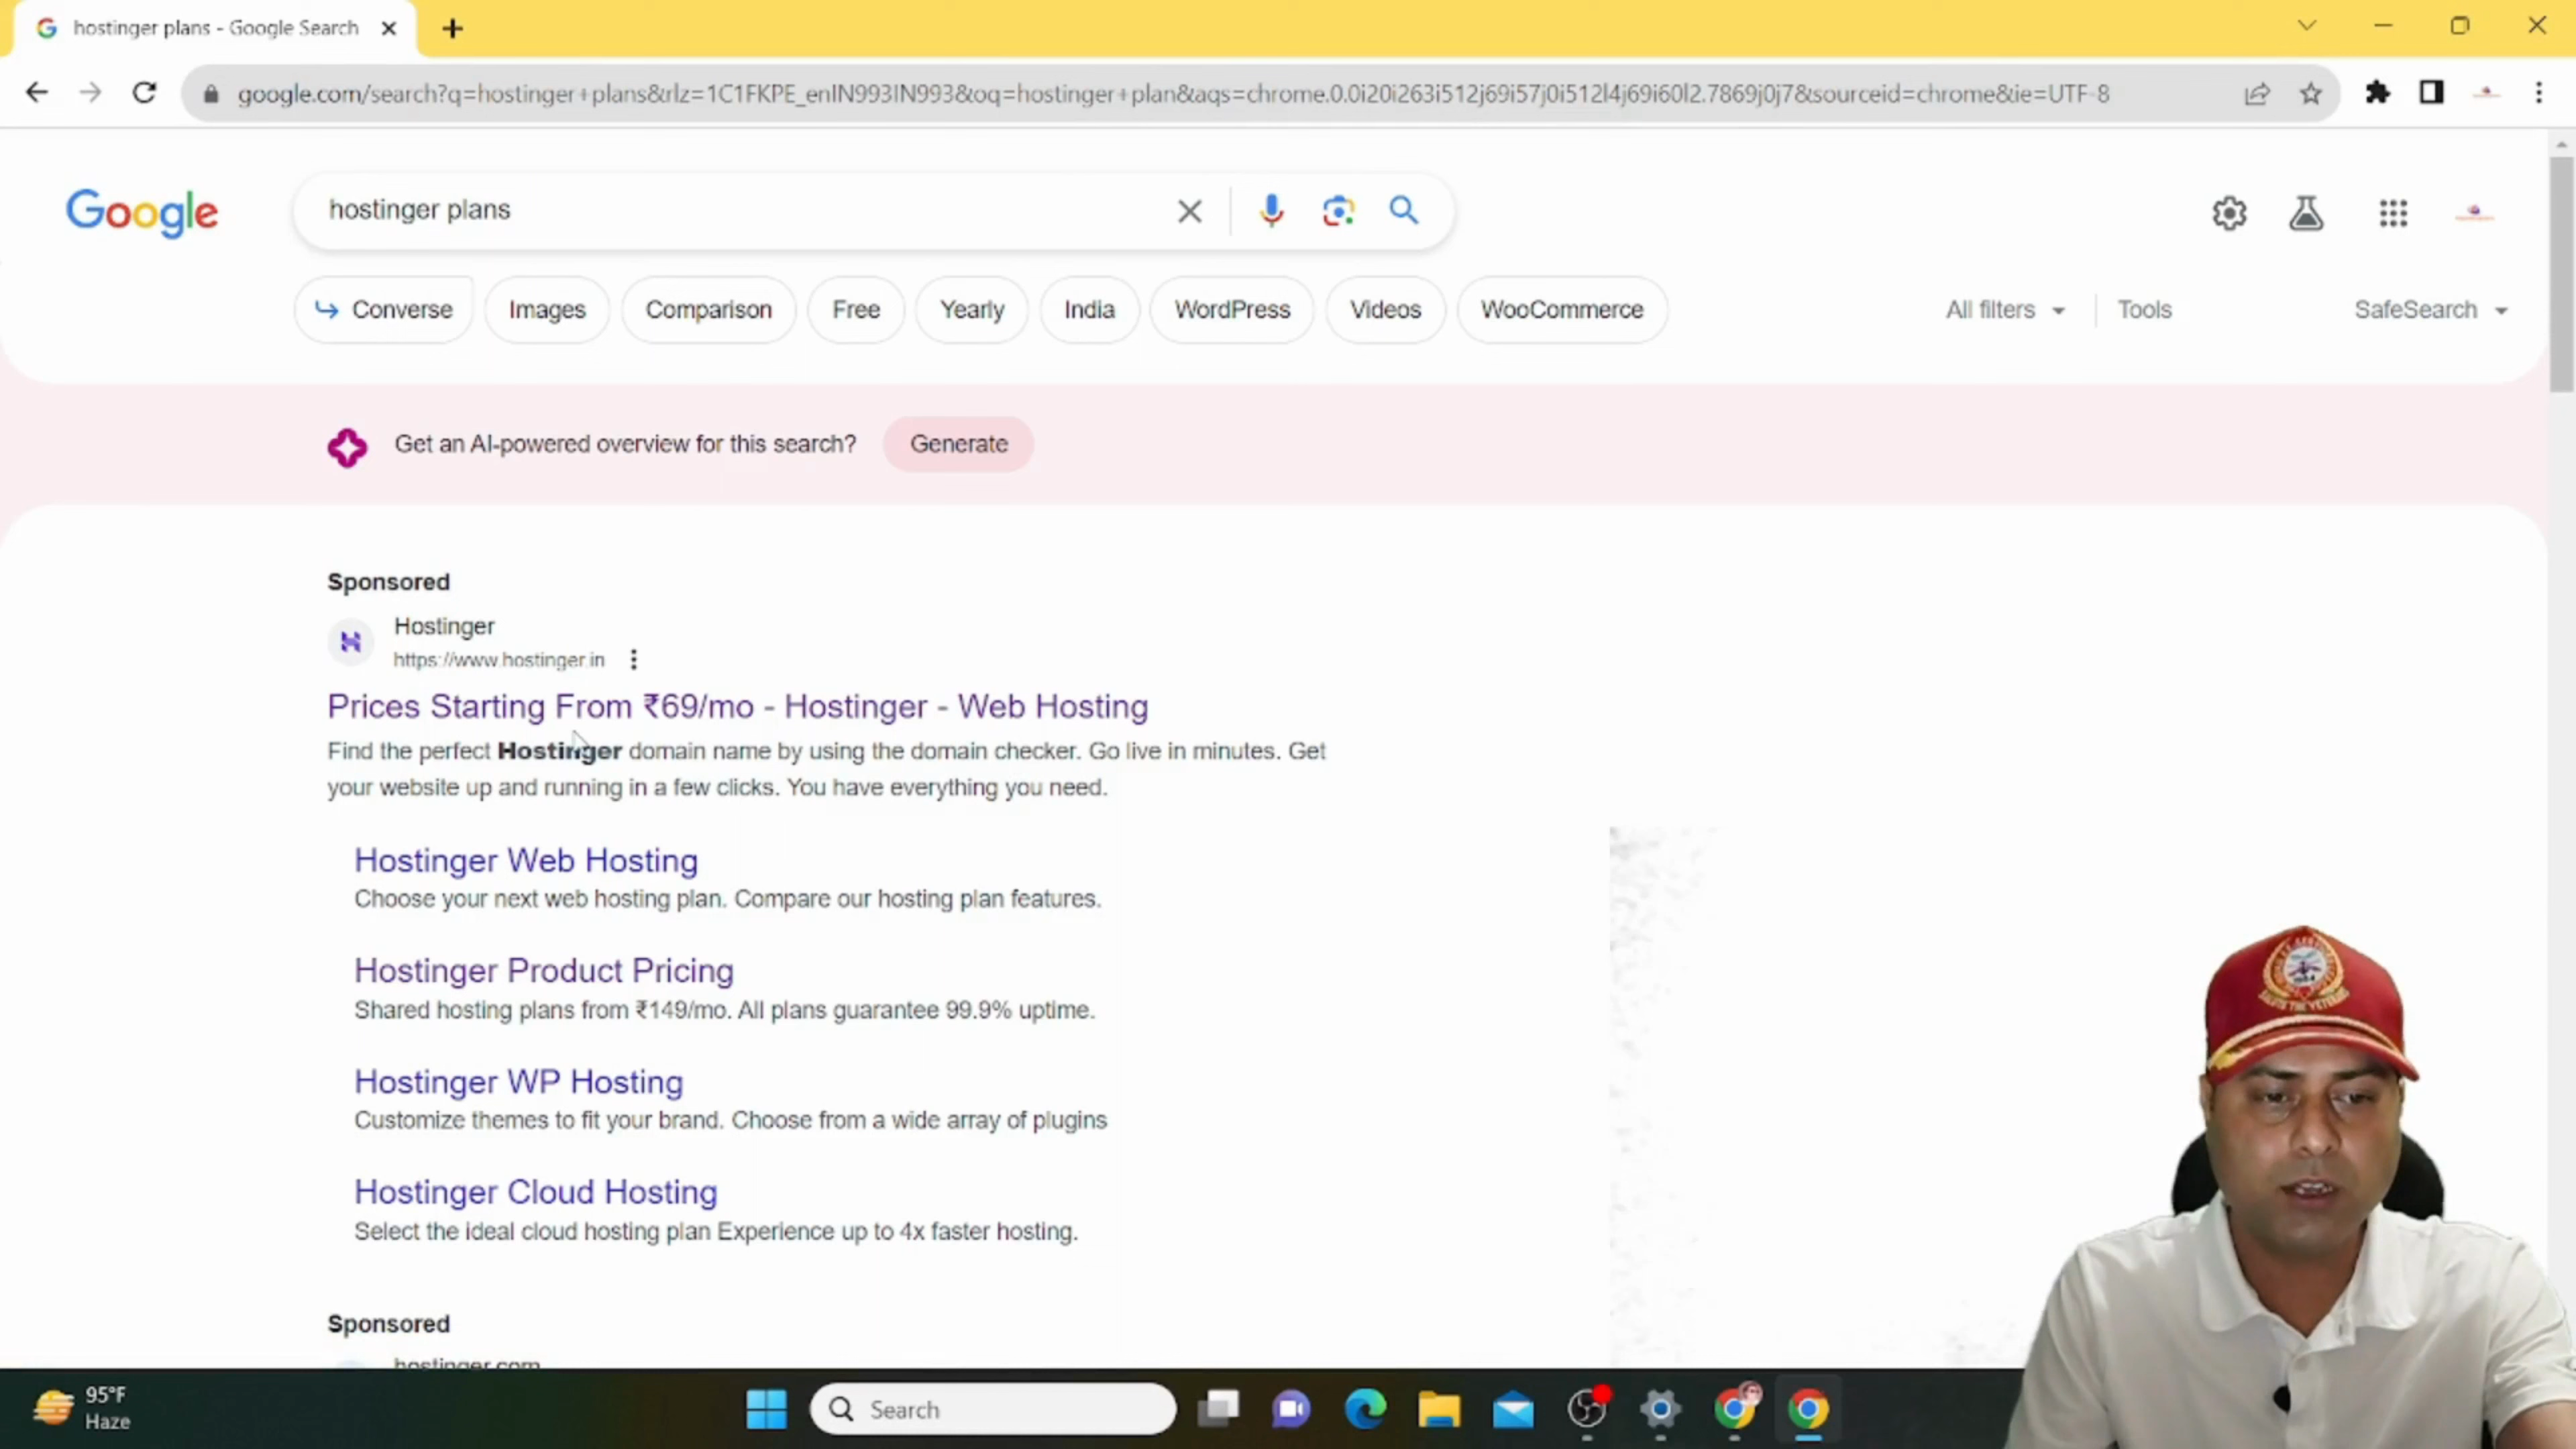 hostinger plans - Google Search
google.com/search?q=hostinger+plans&rlz=1C1FKPE_enIN993IN993&oq=hostinger+plan&aqs=chrome.0.0i20i263i512j69i57j0i512l4j69i60l2.7869j0j7&sourceid=chrome&ie=UTF-8
Google
hostinger plans
Converse Images Comparison Free Yearly India WordPress Videos WooCommerce All filters Tools SafeSearch
Get an AI-powered overview for this search? Generate
Sponsored
Hostinger
https://www.hostinger.in
Prices Starting From ₹69/mo - Hostinger - Web Hosting
Find the perfect Hostinger domain name by using the domain checker. Go live in minutes. Get
your website up and running in a few clicks. You have everything you need.
Hostinger Web Hosting
Choose your next web hosting plan. Compare our hosting plan features.
Hostinger Product Pricing
Shared hosting plans from ₹149/mo. All plans guarantee 99.9% uptime.
Hostinger WP Hosting
Customize themes to fit your brand. Choose from a wide array of plugins
Hostinger Cloud Hosting
Select the ideal cloud hosting plan Experience up to 4x faster hosting.
Sponsored
hostinger.com
95°F
Haze
Search